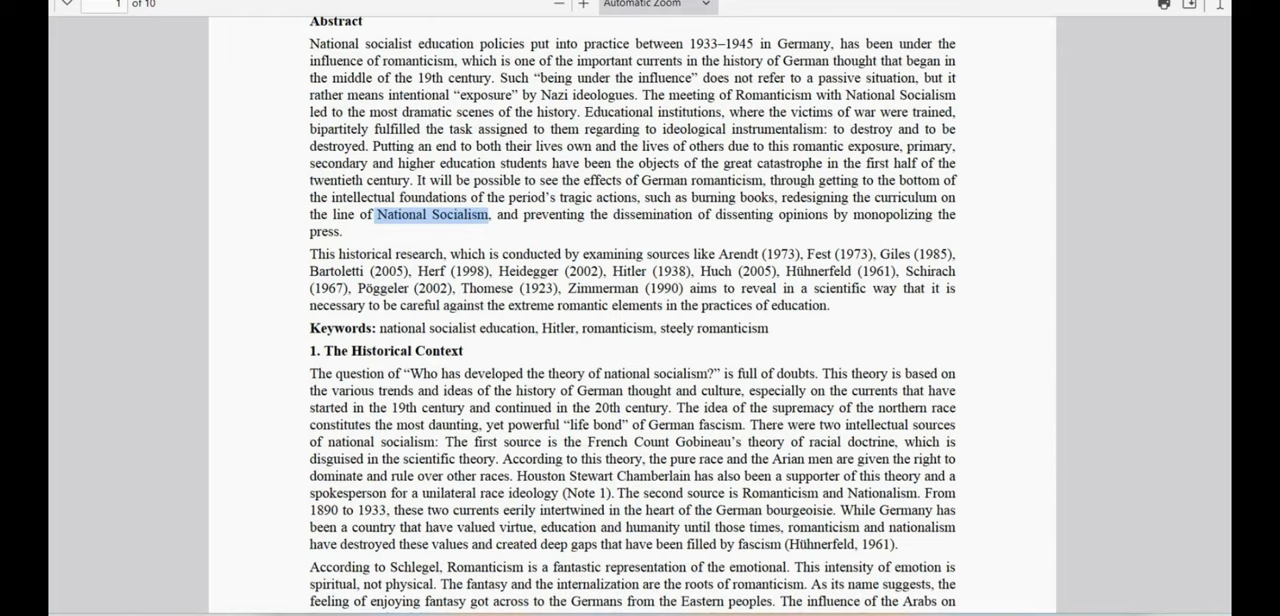 1 of 10
Automatic Zoom
Abstract
National socialist education policies put into practice between 1933–1945 in Germany, has been under the
influence of romanticism, which is one of the important currents in the history of German thought that began in
the middle of the 19th century. Such “being under the influence” does not refer to a passive situation, but it
rather means intentional “exposure” by Nazi ideologues. The meeting of Romanticism with National Socialism
led to the most dramatic scenes of the history. Educational institutions, where the victims of war were trained,
bipartitely fulfilled the task assigned to them regarding to ideological instrumentalism: to destroy and to be
destroyed. Putting an end to both their lives own and the lives of others due to this romantic exposure, primary,
secondary and higher education students have been the objects of the great catastrophe in the first half of the
twentieth century. It will be possible to see the effects of German romanticism, through getting to the bottom of
the intellectual foundations of the period’s tragic actions, such as burning books, redesigning the curriculum on
the line of National Socialism, and preventing the dissemination of dissenting opinions by monopolizing the
press.
This historical research, which is conducted by examining sources like Arendt (1973), Fest (1973), Giles (1985),
Bartoletti (2005), Herf (1998), Heidegger (2002), Hitler (1938), Huch (2005), Hühnerfeld (1961), Schirach
(1967), Pöggeler (2002), Thomese (1923), Zimmerman (1990) aims to reveal in a scientific way that it is
necessary to be careful against the extreme romantic elements in the practices of education.
Keywords: national socialist education, Hitler, romanticism, steely romanticism
1. The Historical Context
The question of “Who has developed the theory of national socialism?” is full of doubts. This theory is based on
the various trends and ideas of the history of German thought and culture, especially on the currents that have
started in the 19th century and continued in the 20th century. The idea of the supremacy of the northern race
constitutes the most daunting, yet powerful “life bond” of German fascism. There were two intellectual sources
of national socialism: The first source is the French Count Gobineau’s theory of racial doctrine, which is
disguised in the scientific theory. According to this theory, the pure race and the Arian men are given the right to
dominate and rule over other races. Houston Stewart Chamberlain has also been a supporter of this theory and a
spokesperson for a unilateral race ideology (Note 1). The second source is Romanticism and Nationalism. From
1890 to 1933, these two currents eerily intertwined in the heart of the German bourgeoisie. While Germany has
been a country that have valued virtue, education and humanity until those times, romanticism and nationalism
have destroyed these values and created deep gaps that have been filled by fascism (Hühnerfeld, 1961).
According to Schlegel, Romanticism is a fantastic representation of the emotional. This intensity of emotion is
spiritual, not physical. The fantasy and the internalization are the roots of romanticism. As its name suggests, the
feeling of enjoying fantasy got across to the Germans from the Eastern peoples. The influence of the Arabs on